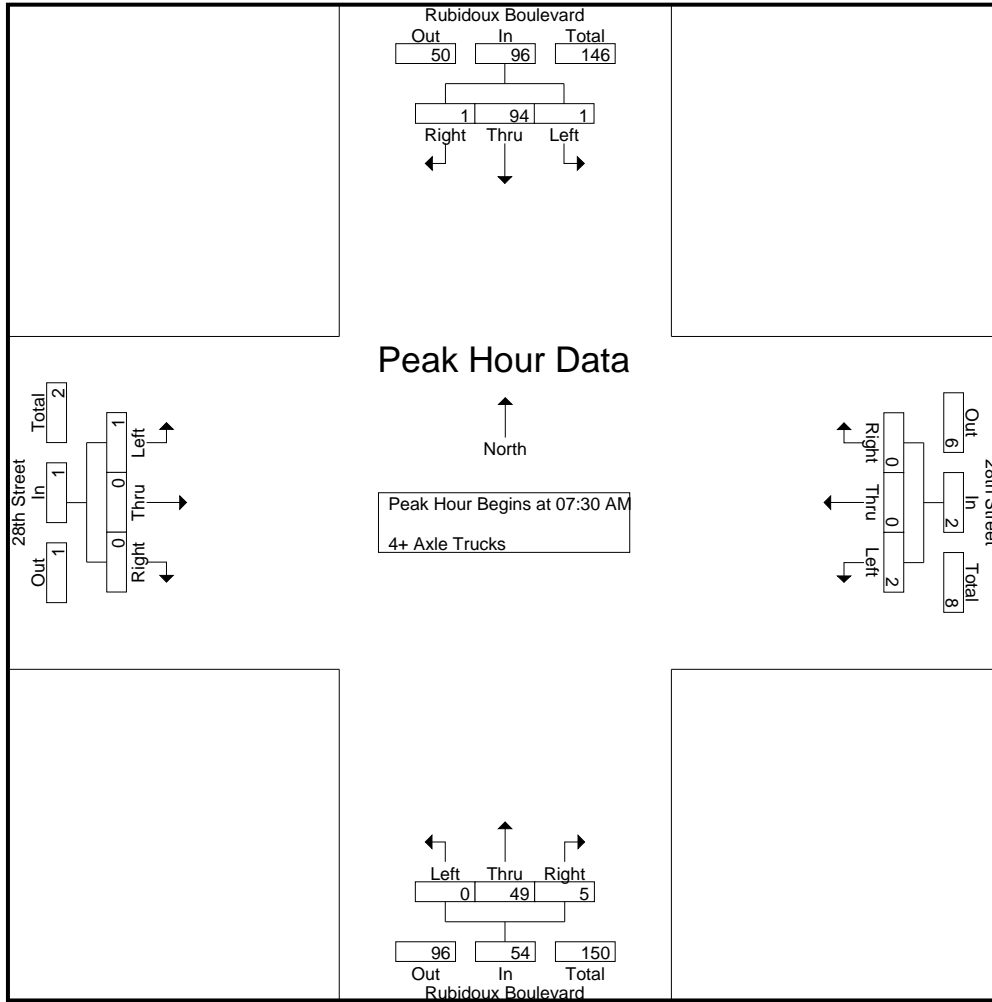 Rubidoux Boulevard
Out In Total
50 96 146
1 94 1
Right Thru Left
Peak Hour Data
North
Peak Hour Begins at 07:30 AM
4+ Axle Trucks
28th Street
Out In Total
1 1 2
Left Thru Right
1 0 0
28th Street
Out In Total
6 2 8
Right Thru Left
0 0 2
Left Thru Right
0 49 5
96 54 150
Out In Total
Rubidoux Boulevard